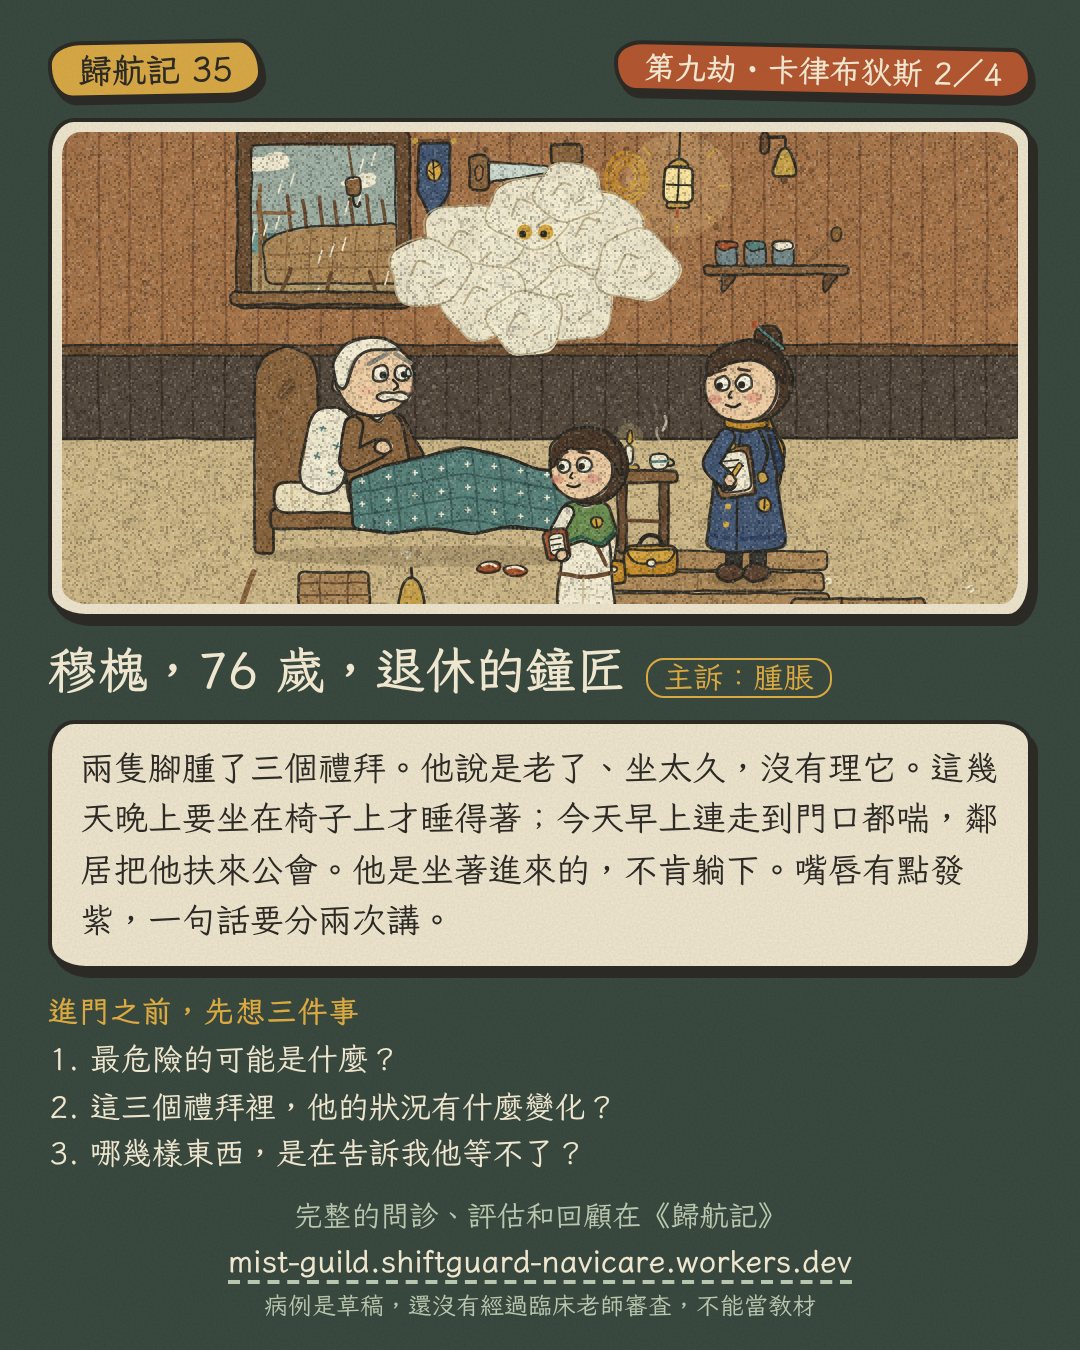 歸航記 35
第九劫・卡律布狄斯 2／4
穆槐，76 歲，退休的鐘匠
主訴：腫脹
兩隻腳腫了三個禮拜。他說是老了、坐太久，沒有理它。這幾
天晚上要坐在椅子上才睡得著；今天早上連走到門口都喘，鄰
居把他扶來公會。他是坐著進來的，不肯躺下。嘴唇有點發
紫，一句話要分兩次講。
進門之前，先想三件事
1. 最危險的可能是什麼？
2. 這三個禮拜裡，他的狀況有什麼變化？
3. 哪幾樣東西，是在告訴我他等不了？
完整的問診、評估和回顧在《歸航記》
mist-guild.shiftguard-navicare.workers.dev
病例是草稿，還沒有經過臨床老師審查，不能當教材